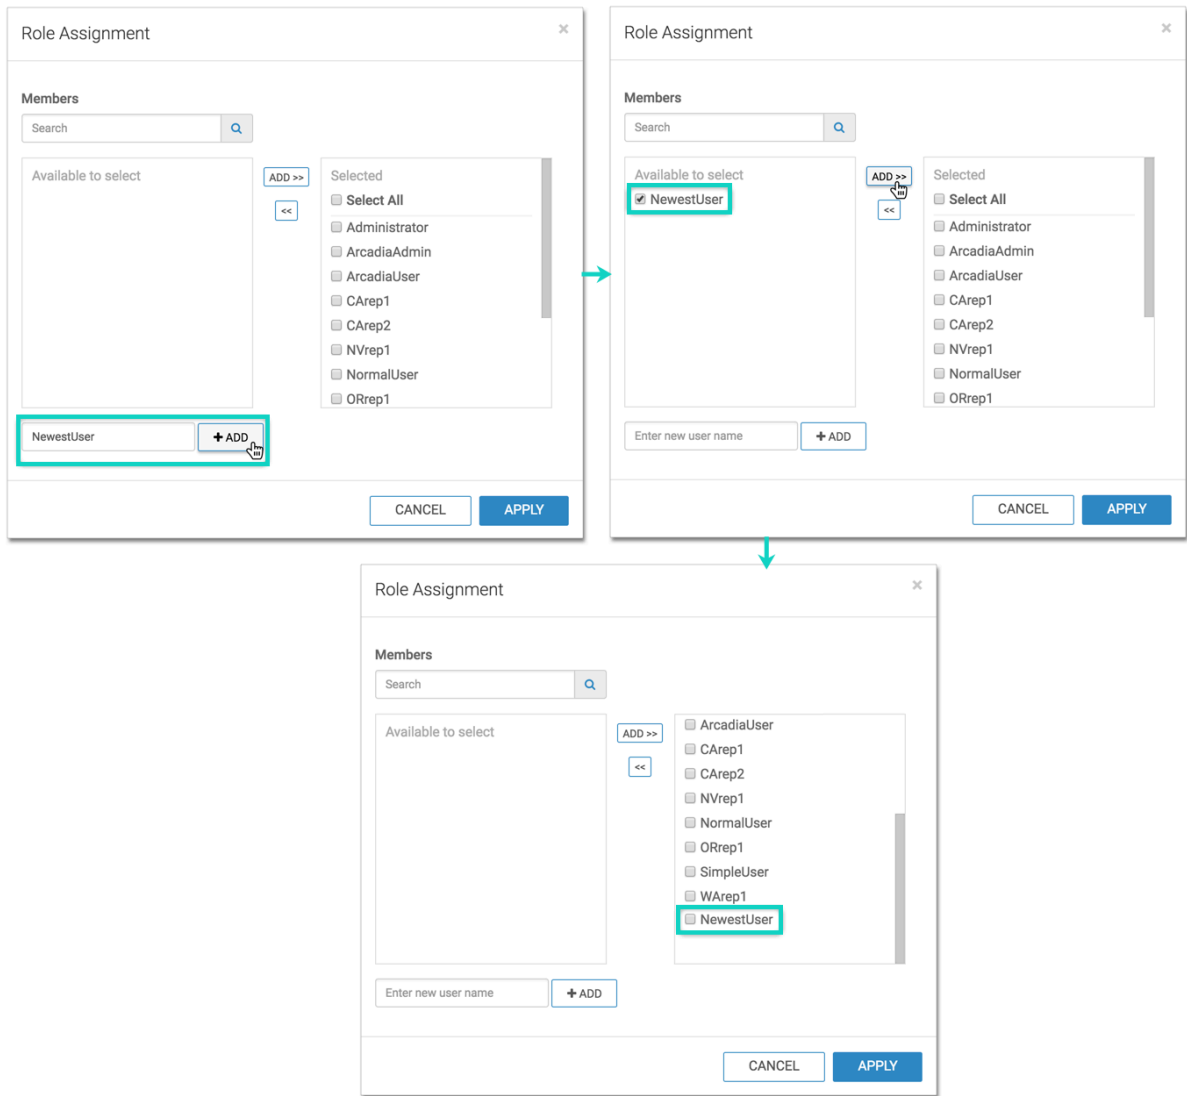 Role Assignment ×
Members
Search
Available to select
ADD >>
<<
Selected
Select All
Administrator
ArcadiaAdmin
ArcadiaUser
CArep1
CArep2
NVrep1
NormalUser
ORrep1
NewestUser
+ ADD
CANCEL
APPLY
Role Assignment ×
Members
Search
Available to select
NewestUser
ADD >>
<<
Selected
Select All
Administrator
ArcadiaAdmin
ArcadiaUser
CArep1
CArep2
NVrep1
NormalUser
ORrep1
Enter new user name
+ ADD
CANCEL
APPLY
Role Assignment ×
Members
Search
Available to select
ADD >>
<<
ArcadiaUser
CArep1
CArep2
NVrep1
NormalUser
ORrep1
SimpleUser
WArep1
NewestUser
Enter new user name
+ ADD
CANCEL
APPLY